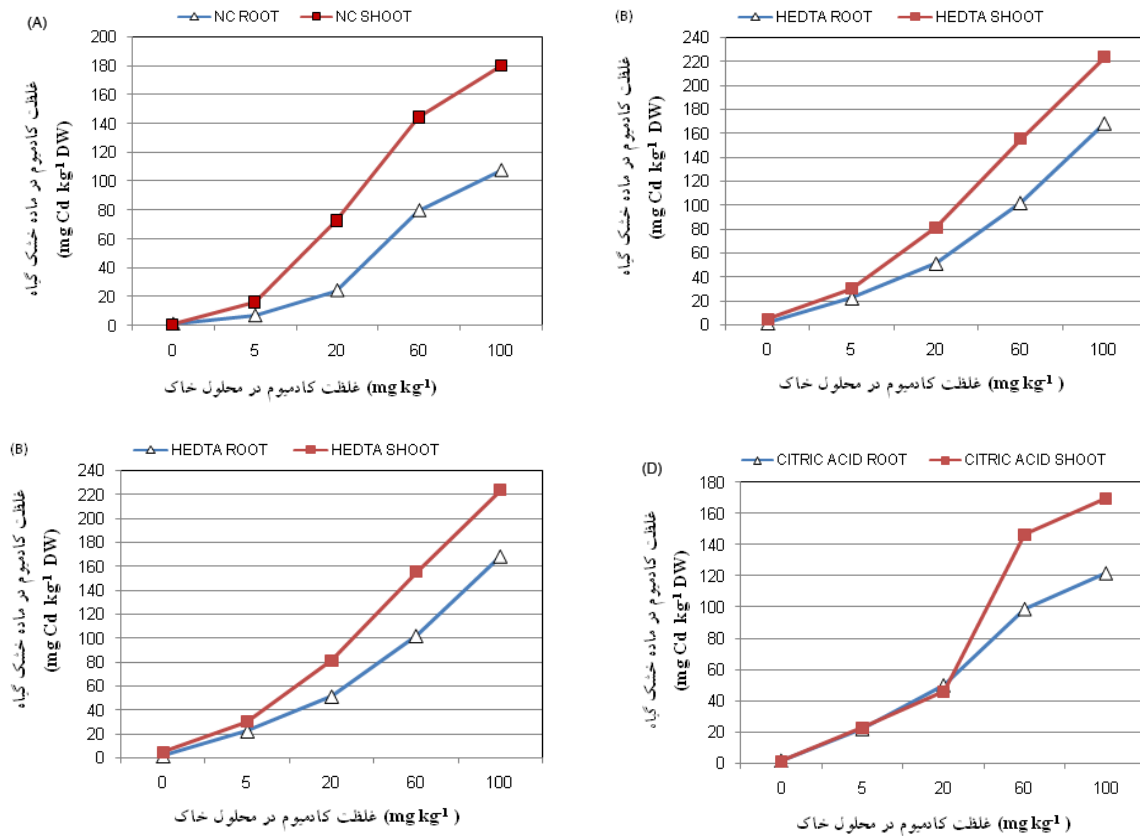 (A)
NC ROOT NC SHOOT
غلظت کادمیوم در ماده خشک گیاه
(mg Cd kg-1 DW)
200
180
160
140
120
100
80
60
40
20
0
0 5 20 60 100
غلظت کادمیوم در محلول خاک (mg kg-1)
(B)
HEDTA ROOT HEDTA SHOOT
غلظت کادمیوم در ماده خشک گیاه
(mg Cd kg-1 DW)
240
220
200
180
160
140
120
100
80
60
40
20
0
0 5 20 60 100
غلظت کادمیوم در محلول خاک (mg kg-1 )
(B)
HEDTA ROOT HEDTA SHOOT
غلظت کادمیوم در ماده خشک گیاه
(mg Cd kg-1 DW)
240
220
200
180
160
140
120
100
80
60
40
20
0
0 5 20 60 100
غلظت کادمیوم در محلول خاک (mg kg-1 )
(D)
CITRIC ACID ROOT CITRIC ACID SHOOT
غلظت کادمیوم در ماده خشک گیاه
(mg Cd kg-1 DW)
180
160
140
120
100
80
60
40
20
0
0 5 20 60 100
غلظت کادمیوم در محلول خاک (mg kg-1 )